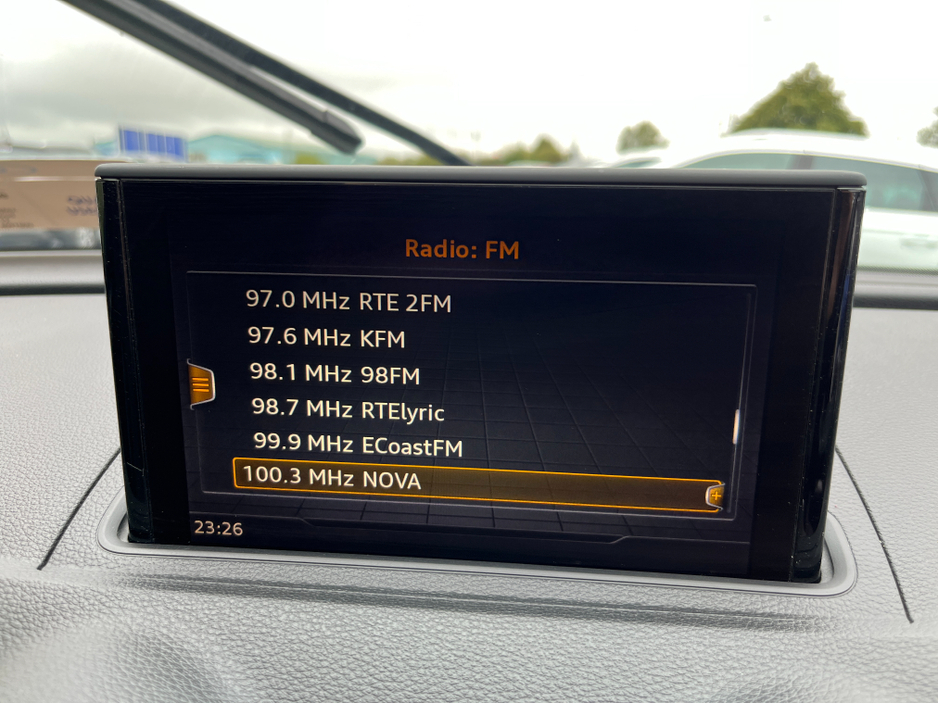 Radio: FM
97.0 MHz RTE 2FM
97.6 MHz KFM
98.1 MHz 98FM
98.7 MHz RTElyric
99.9 MHz ECoastFM
100.3 MHz NOVA
23:26